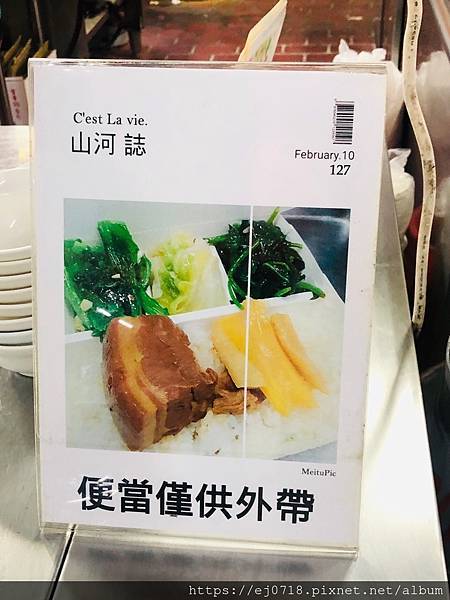 C'est La vie.
山河 誌
February.10
127
MeituPic
便當僅供外帶
https://ej0718.pixnet.net/album